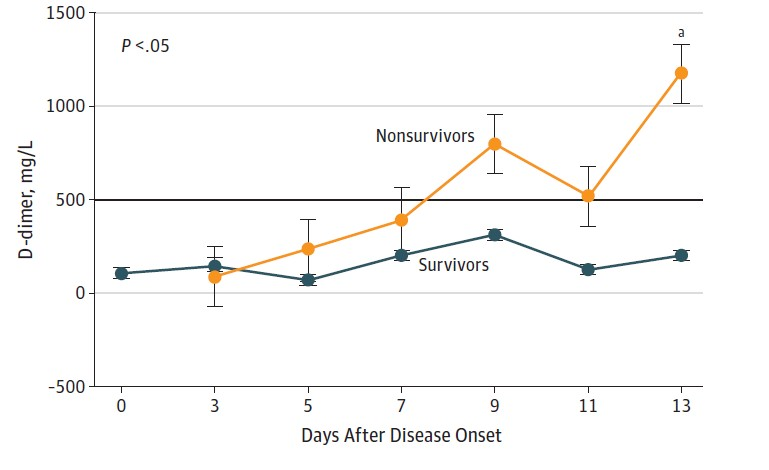 1500
P <.05
a
1000
Nonsurvivors
500
Survivors
0
-500
D-dimer, mg/L
0 3 5 7 9 11 13
Days After Disease Onset